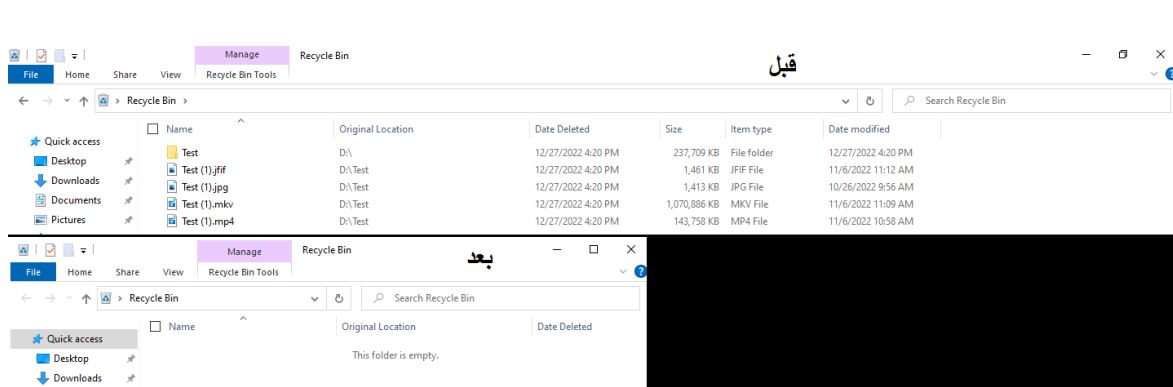 Manage Recycle Bin
قبل
File Home Share View Recycle Bin Tools
Recycle Bin Search Recycle Bin
Name Original Location Date Deleted Size Item type Date modified
Quick access
Test D:\ 12/27/2022 4:20 PM 237,709 KB File folder 12/27/2022 4:20 PM
Desktop
Test (1).jfif D:\Test 12/27/2022 4:20 PM 1,461 KB JFIF File 11/6/2022 11:12 AM
Downloads
Test (1).jpg D:\Test 12/27/2022 4:20 PM 1,413 KB JPG File 10/26/2022 9:56 AM
Documents
Test (1).mkv D:\Test 12/27/2022 4:20 PM 1,070,886 KB MKV File 11/6/2022 11:09 AM
Pictures
Test (1).mp4 D:\Test 12/27/2022 4:20 PM 143,758 KB MP4 File 11/6/2022 10:58 AM
Manage Recycle Bin
بعد
File Home Share View Recycle Bin Tools
Recycle Bin Search Recycle Bin
Name Original Location Date Deleted
Quick access
This folder is empty.
Desktop
Downloads